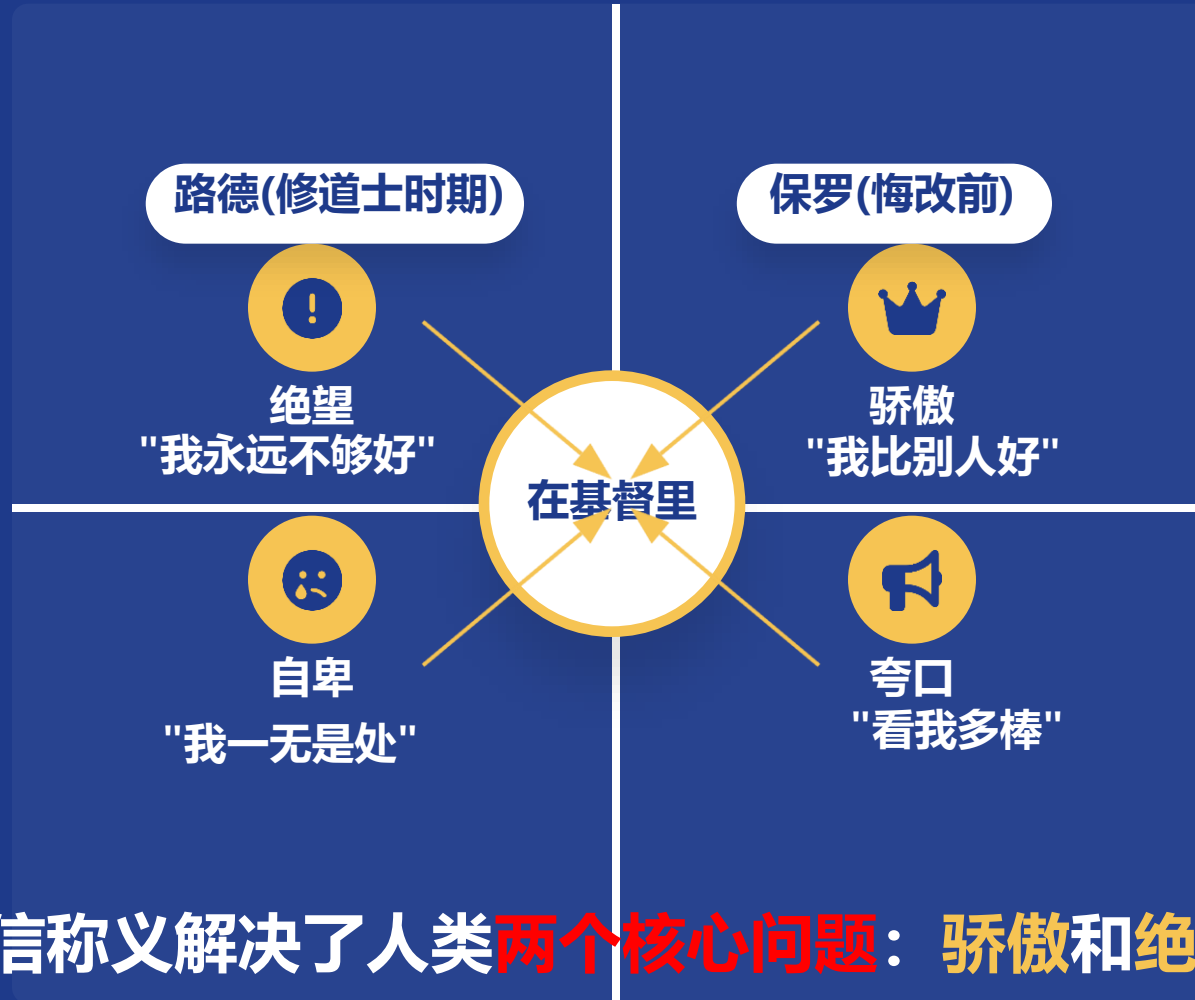 路德(修道士时期)
保罗(悔改前)
绝望
"我永远不够好"
骄傲
"我比别人好"
在基督里
自卑
"我一无是处"
夸口
"看我多棒"
信称义解决了人类两个核心问题：骄傲和绝